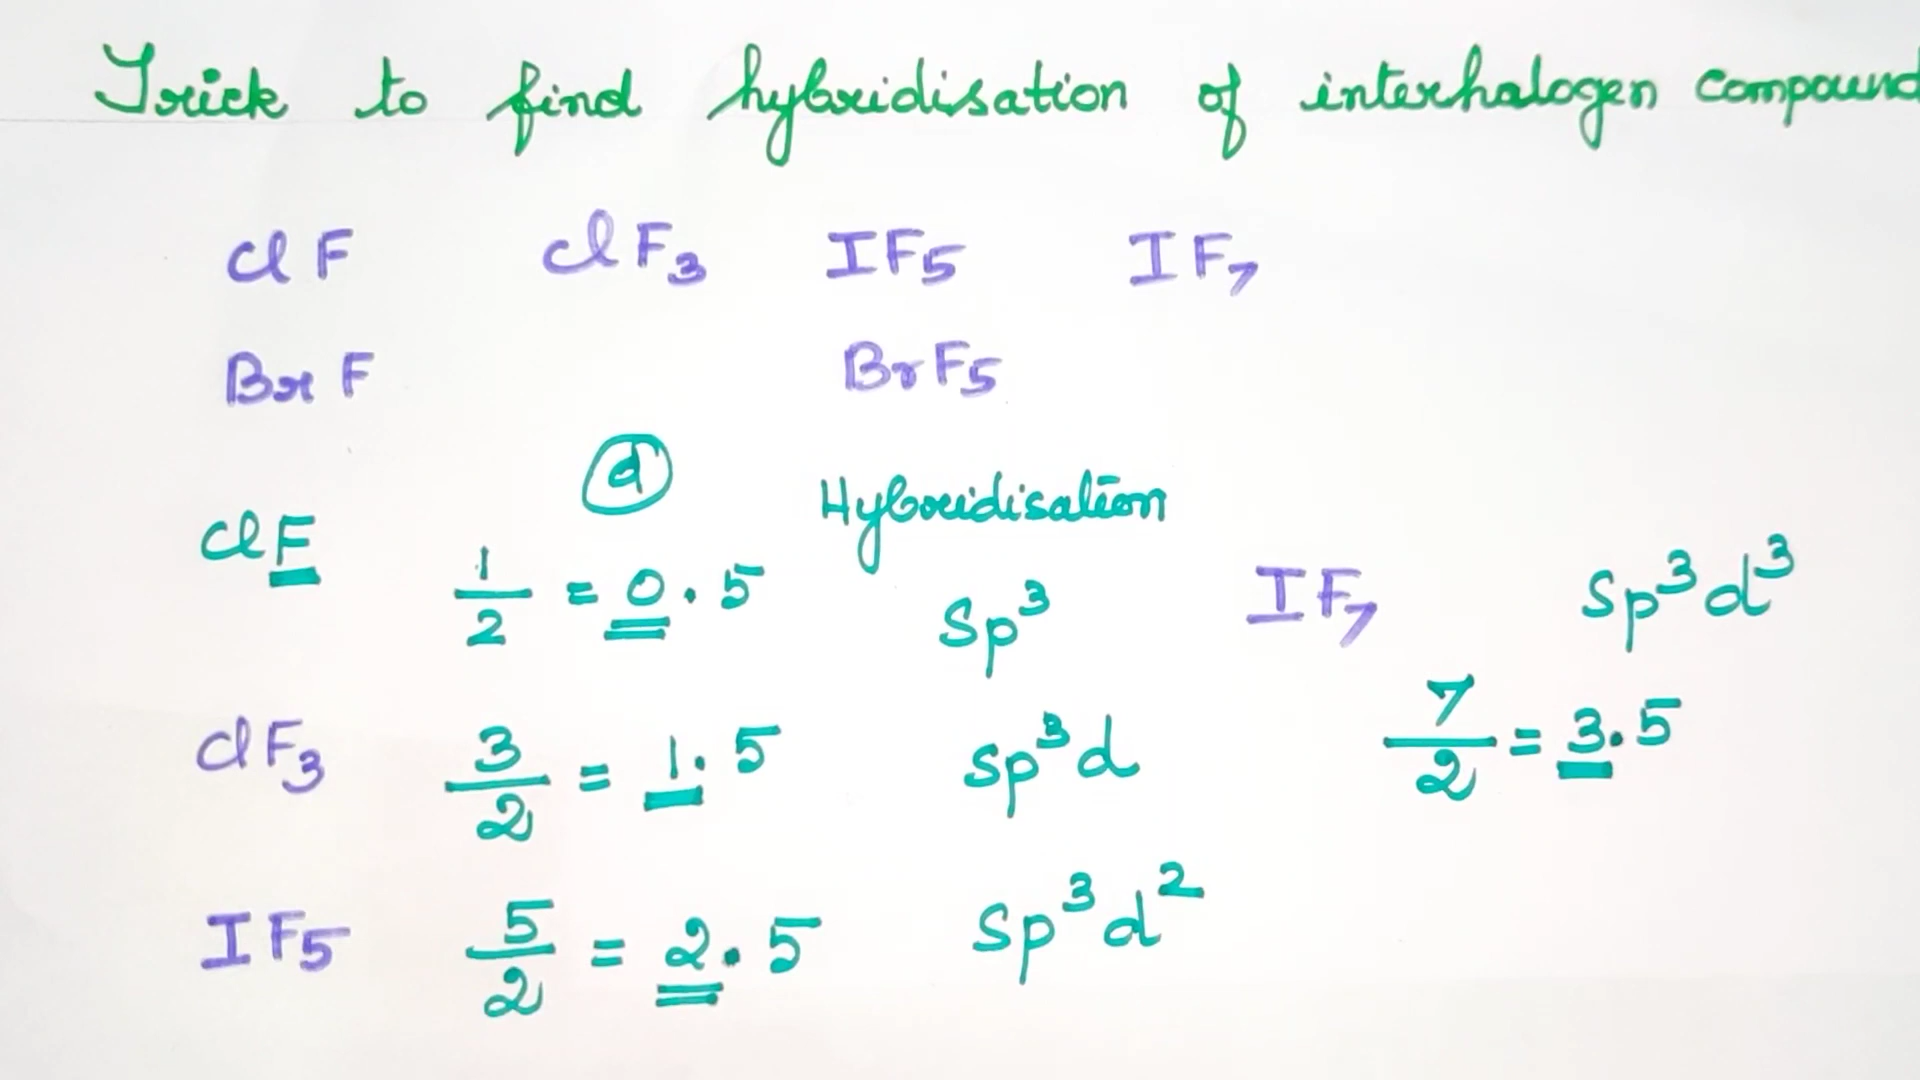 Trick to find hybridisation of interhalogen compound
ClF ClF₃ IF₅ IF₇
BrF BrF₅
d Hybridisation
ClF 1/2 = 0.5 sp³
IF₇ sp³d³
7/2 = 3.5
ClF₃ 3/2 = 1.5 sp³d
IF₅ 5/2 = 2.5 sp³d²